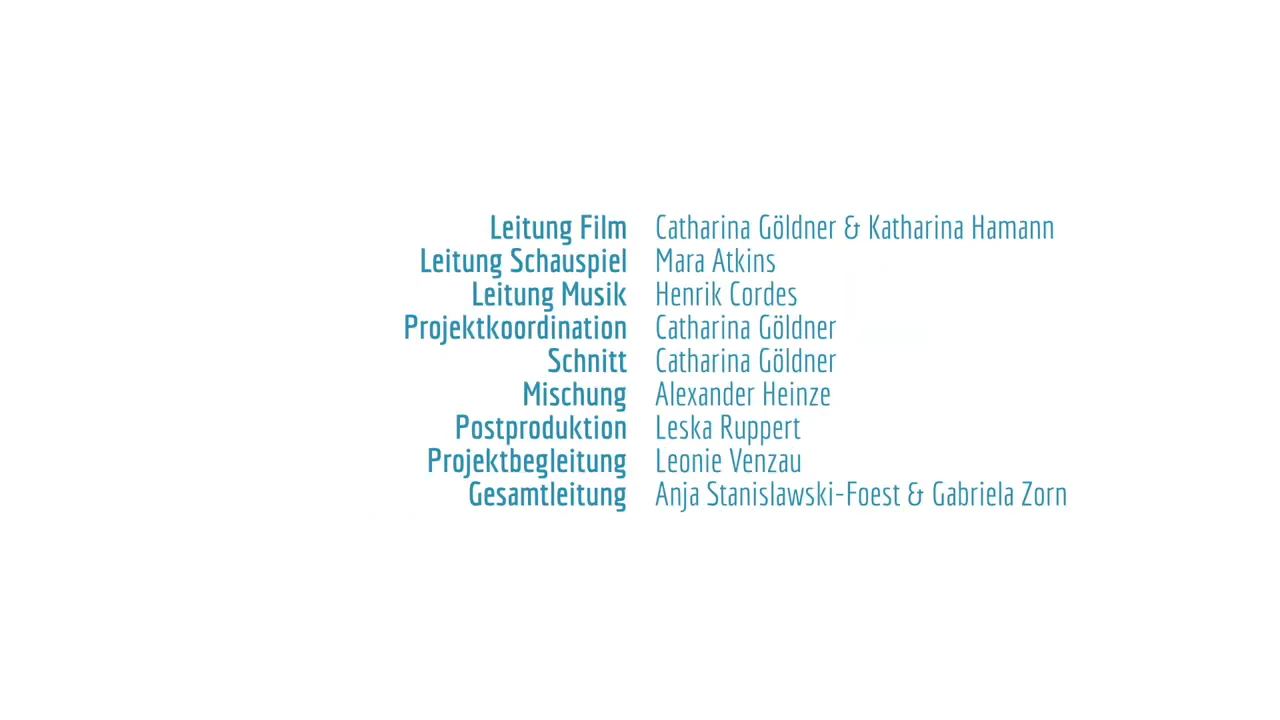 Leitung Film Catharina Göldner & Katharina Hamann
Leitung Schauspiel Mara Atkins
Leitung Musik Henrik Cordes
Projektkoordination Catharina Göldner
Schnitt Catharina Göldner
Mischung Alexander Heinze
Postproduktion Leska Ruppert
Projektbegleitung Leonie Venzau
Gesamtleitung Anja Stanislawski-Foest & Gabriela Zorn